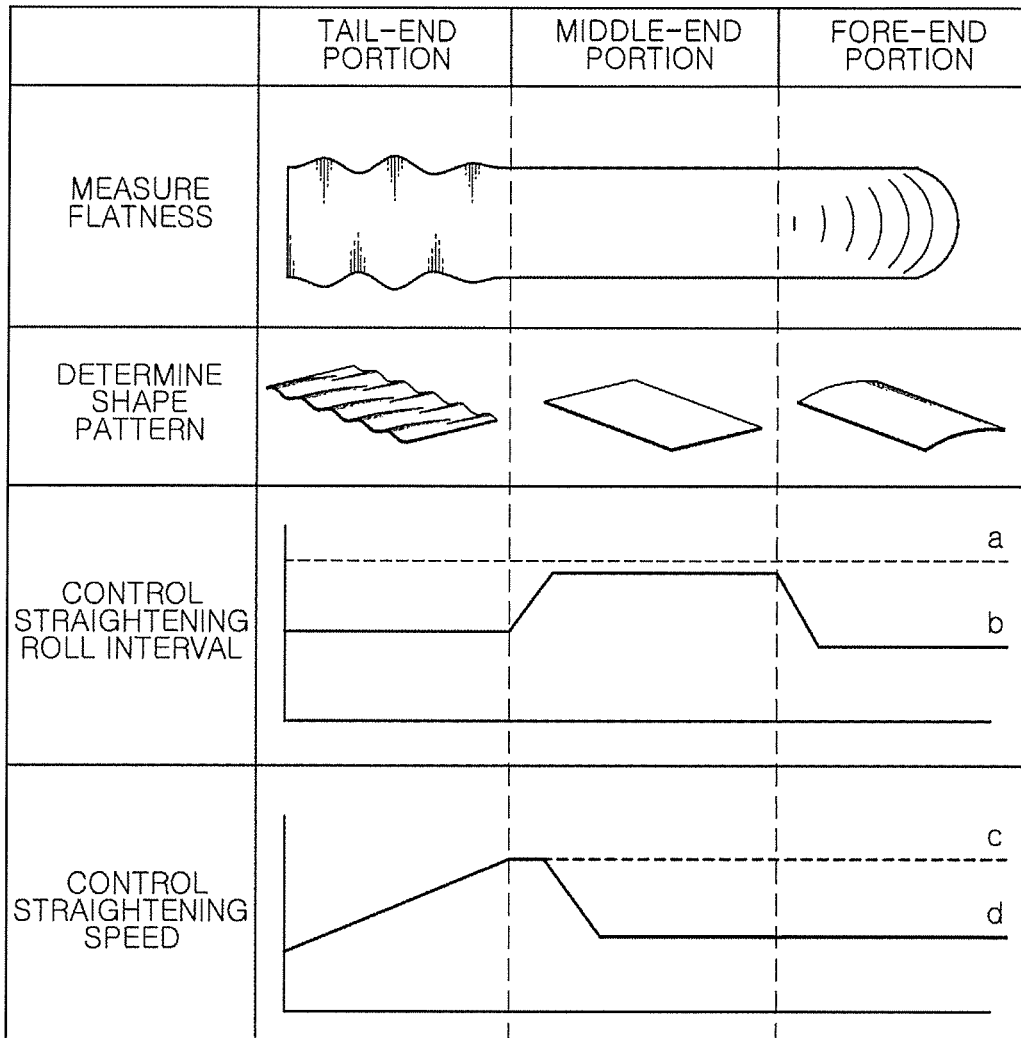 TAIL-END
PORTION
MIDDLE-END
PORTION
FORE-END
PORTION
MEASURE
FLATNESS
DETERMINE
SHAPE
PATTERN
CONTROL
STRAIGHTENING
ROLL INTERVAL
a
b
CONTROL
STRAIGHTENING
SPEED
c
d